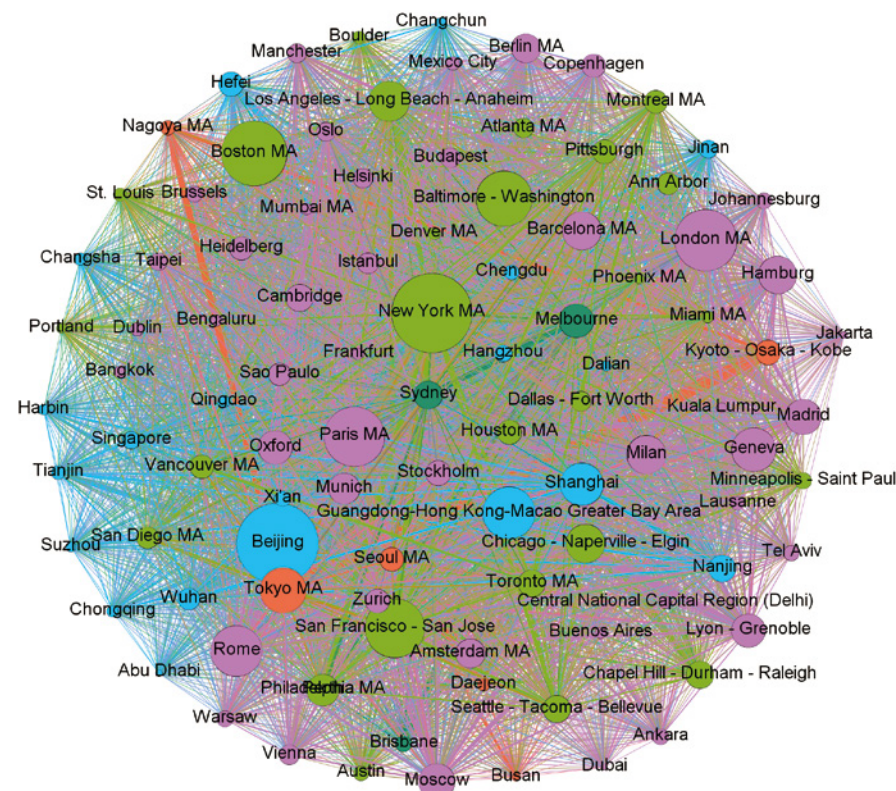 Changchun
Boulder
Manchester
Mexico City
Berlin MA
Copenhagen
Hefei
Los Angeles - Long Beach - Anaheim
Montreal MA
Nagoya MA
Boston MA
Oslo
Atlanta MA
Pittsburgh
Jinan
Budapest
Helsinki
Ann Arbor
St. Louis
Brussels
Baltimore - Washington
Johannesburg
Mumbai MA
Denver MA
Barcelona MA
London MA
Changsha
Taipei
Heidelberg
Istanbul
Chengdu
Phoenix MA
Hamburg
Cambridge
New York MA
Melbourne
Miami MA
Portland
Dublin
Bengaluru
Jakarta
Frankfurt
Hangzhou
Kyoto - Osaka - Kobe
Bangkok
Sao Paulo
Dalian
Harbin
Qingdao
Sydney
Dallas - Fort Worth
Kuala Lumpur
Madrid
Singapore
Oxford
Paris MA
Houston MA
Milan
Geneva
Tianjin
Vancouver MA
Stockholm
Minneapolis - Saint Paul
Xi'an
Munich
Shanghai
Lausanne
Guangdong-Hong Kong-Macao Greater Bay Area
San Diego MA
Beijing
Chicago - Naperville - Elgin
Suzhou
Tel Aviv
Seoul MA
Nanjing
Tokyo MA
Toronto MA
Wuhan
Chongqing
Zurich
Central National Capital Region (Delhi)
San Francisco - San Jose
Buenos Aires
Lyon - Grenoble
Rome
Amsterdam MA
Abu Dhabi
Chapel Hill - Durham - Raleigh
Daejeon
Philadelphia MA
Perth
Seattle - Tacoma - Bellevue
Warsaw
Ankara
Brisbane
Vienna
Austin
Moscow
Busan
Dubai